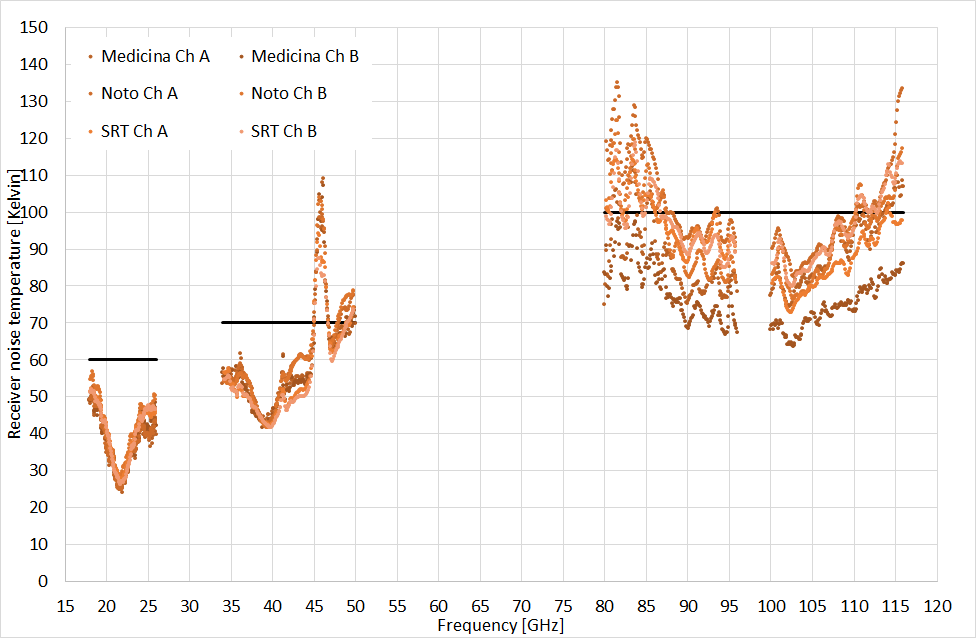 150
140
130
120
110
100
90
80
70
60
50
40
30
20
10
0
Receiver noise temperature [Kelvin]
Medicina Ch A Medicina Ch B
Noto Ch A Noto Ch B
SRT Ch A SRT Ch B
15 20 25 30 35 40 45 50 55 60 65 70 75 80 85 90 95 100 105 110 115 120
Frequency [GHz]